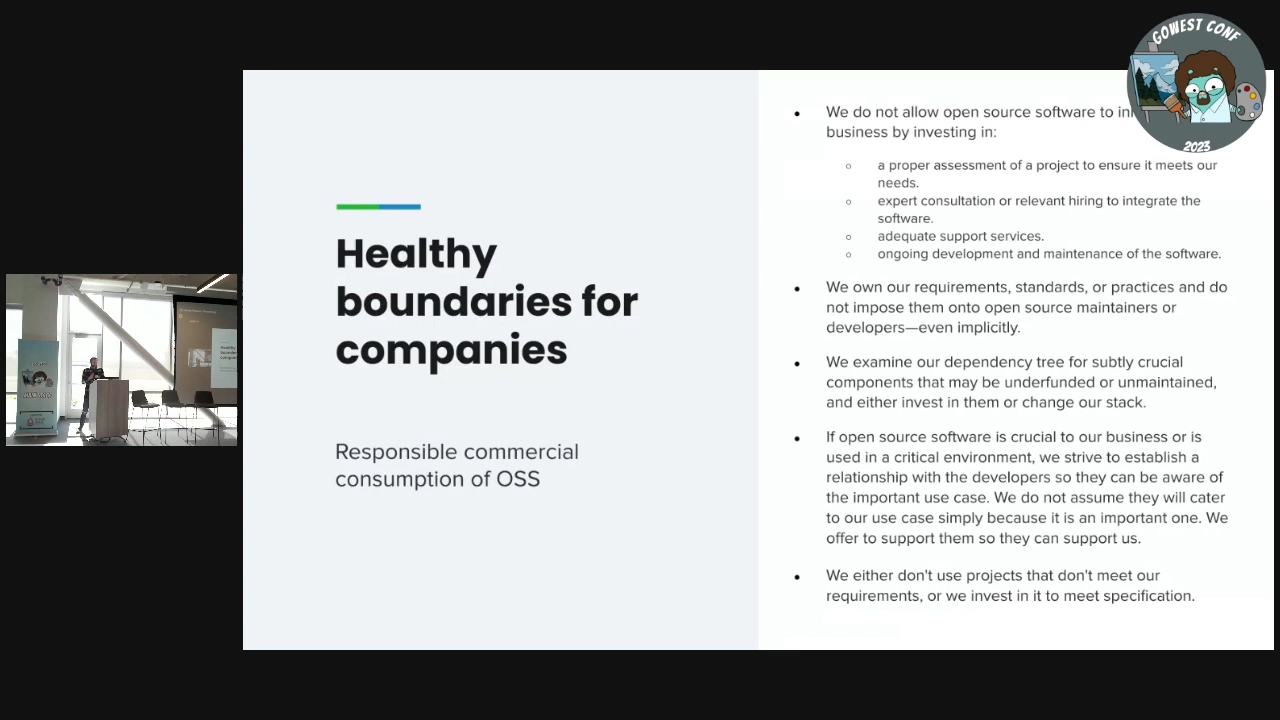 GOWEST CONF
2023
Healthy
boundaries for
companies
Responsible commercial
consumption of OSS
• We do not allow open source software to
business by investing in:
○ a proper assessment of a project to ensure it meets our
needs.
○ expert consultation or relevant hiring to integrate the
software.
○ adequate support services.
○ ongoing development and maintenance of the software.
• We own our requirements, standards, or practices and do
not impose them onto open source maintainers or
developers—even implicitly.
• We examine our dependency tree for subtly crucial
components that may be underfunded or unmaintained,
and either invest in them or change our stack.
• If open source software is crucial to our business or is
used in a critical environment, we strive to establish a
relationship with the developers so they can be aware of
the important use case. We do not assume they will cater
to our use case simply because it is an important one. We
offer to support them so they can support us.
• We either don't use projects that don't meet our
requirements, or we invest in it to meet specification.